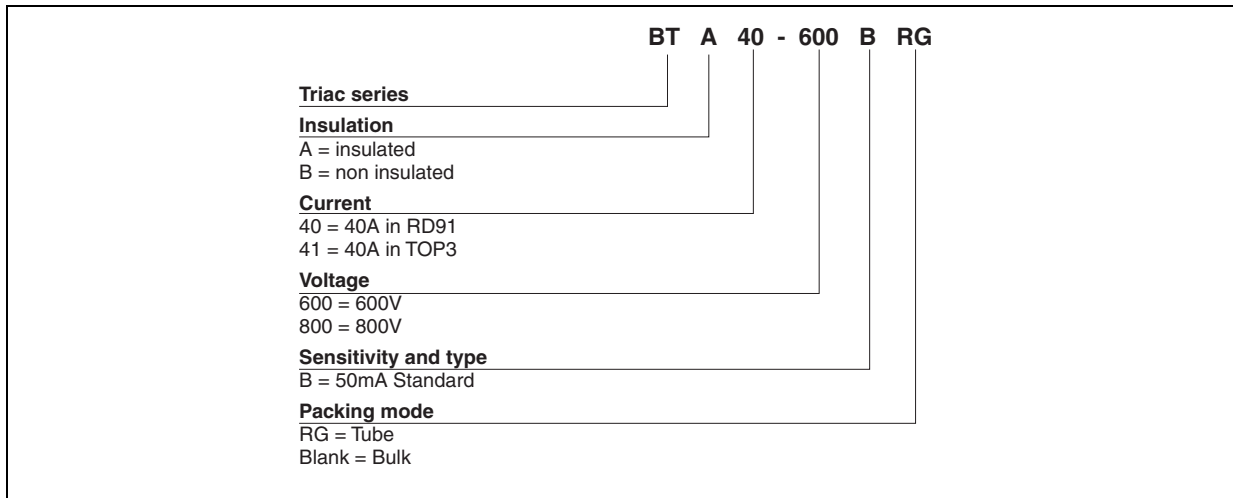 BT A 40 - 600 B RG
Triac series
Insulation
A = insulated
B = non insulated
Current
40 = 40A in RD91
41 = 40A in TOP3
Voltage
600 = 600V
800 = 800V
Sensitivity and type
B = 50mA Standard
Packing mode
RG = Tube
Blank = Bulk